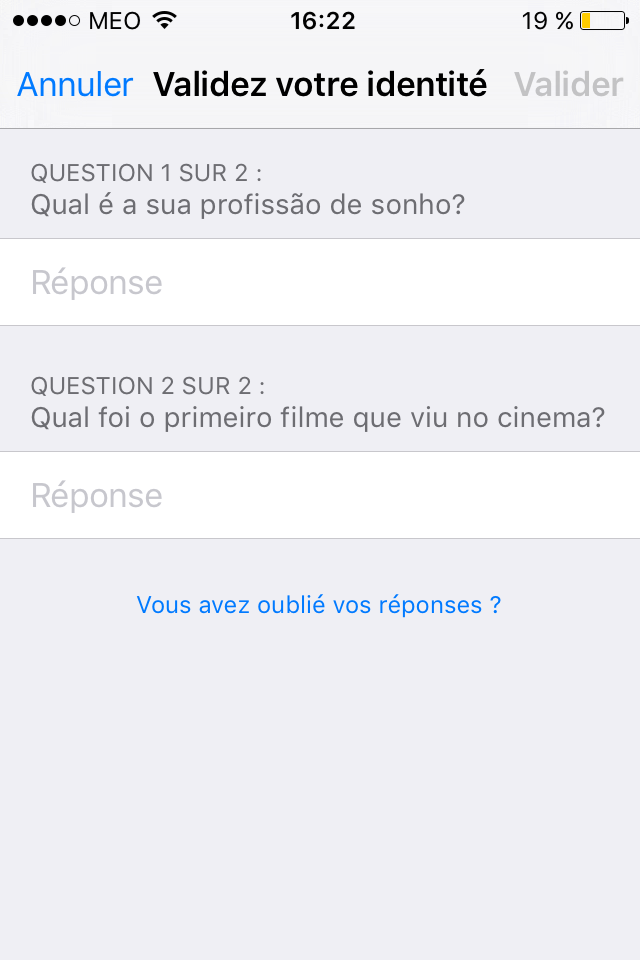 MEO 16:22 19 %
Annuler Validez votre identité Valider
QUESTION 1 SUR 2 :
Qual é a sua profissão de sonho?
Réponse
QUESTION 2 SUR 2 :
Qual foi o primeiro filme que viu no cinema?
Réponse
Vous avez oublié vos réponses ?